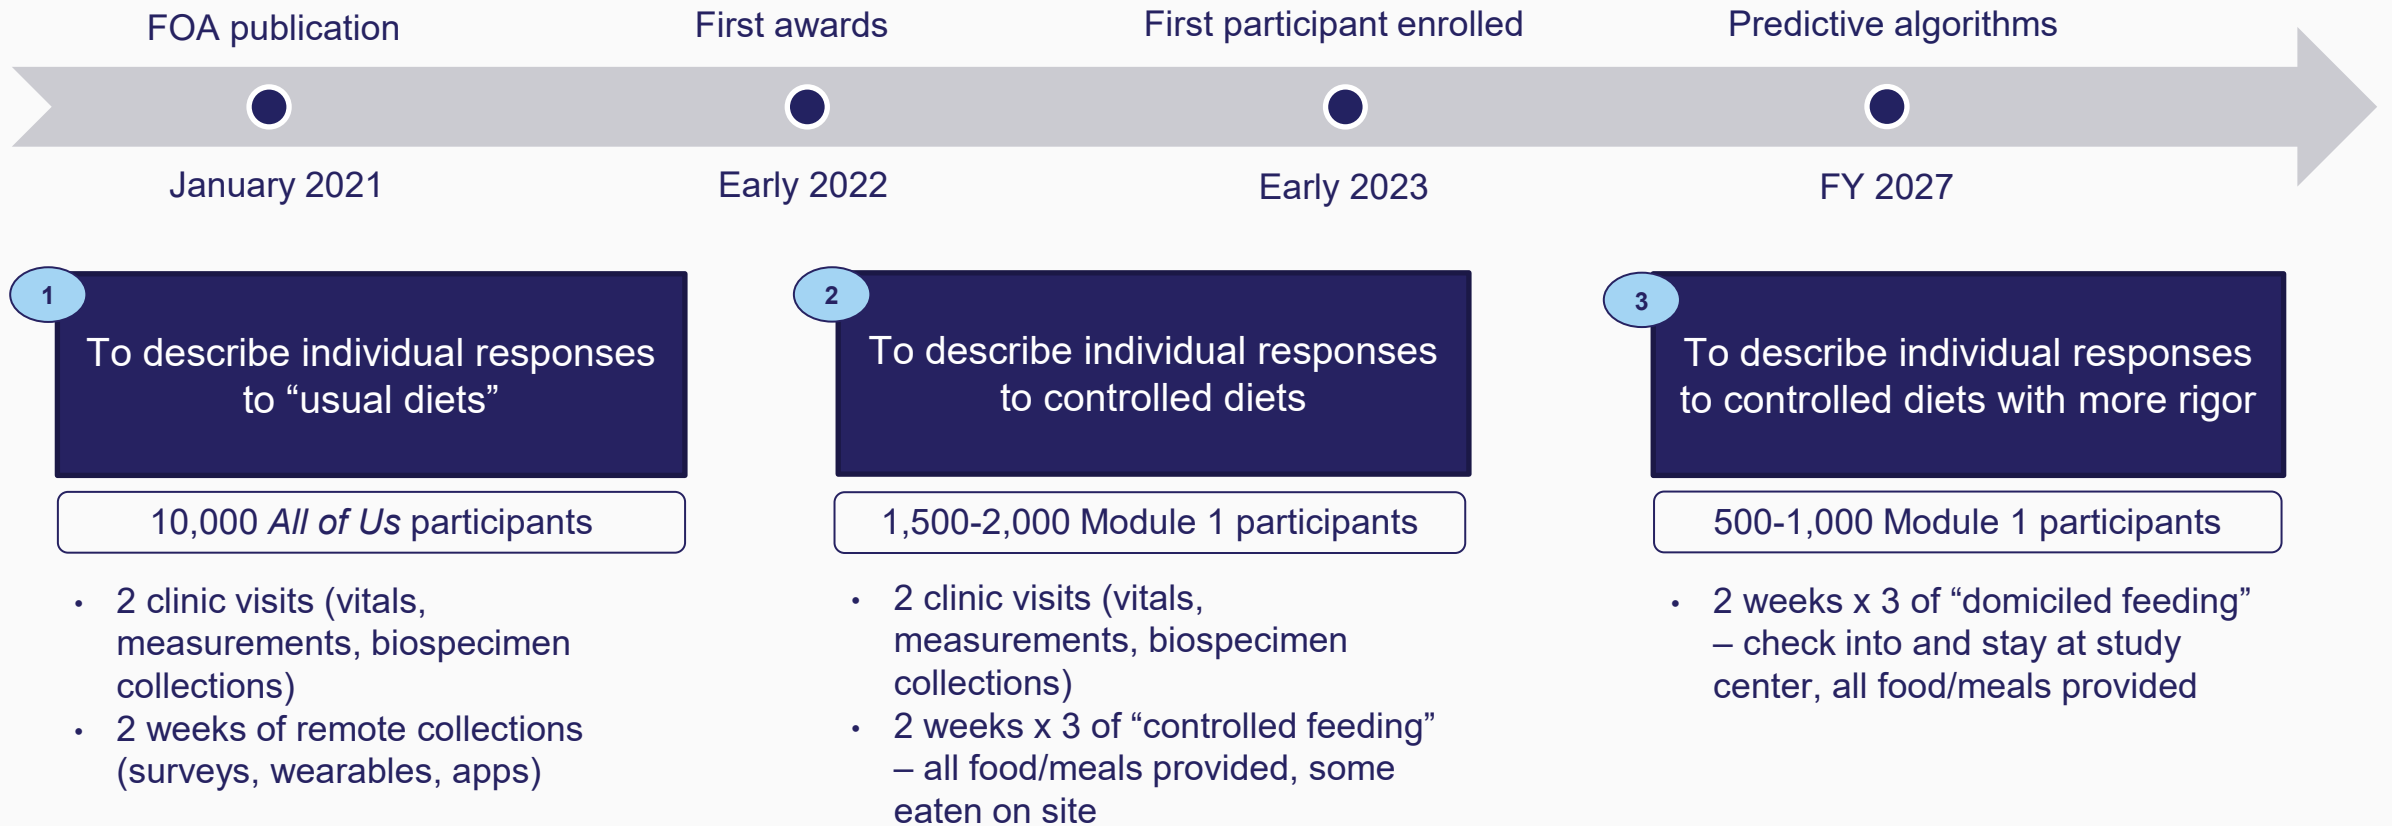 FOA publication
First awards
First participant enrolled
Predictive algorithms
January 2021
Early 2022
Early 2023
FY 2027
1
To describe individual responses
to “usual diets”
10,000 All of Us participants
• 2 clinic visits (vitals,
measurements, biospecimen
collections)
• 2 weeks of remote collections
(surveys, wearables, apps)
2
To describe individual responses
to controlled diets
1,500-2,000 Module 1 participants
• 2 clinic visits (vitals,
measurements, biospecimen
collections)
• 2 weeks x 3 of “controlled feeding”
– all food/meals provided, some
eaten on site
3
To describe individual responses
to controlled diets with more rigor
500-1,000 Module 1 participants
• 2 weeks x 3 of “domiciled feeding”
– check into and stay at study
center, all food/meals provided